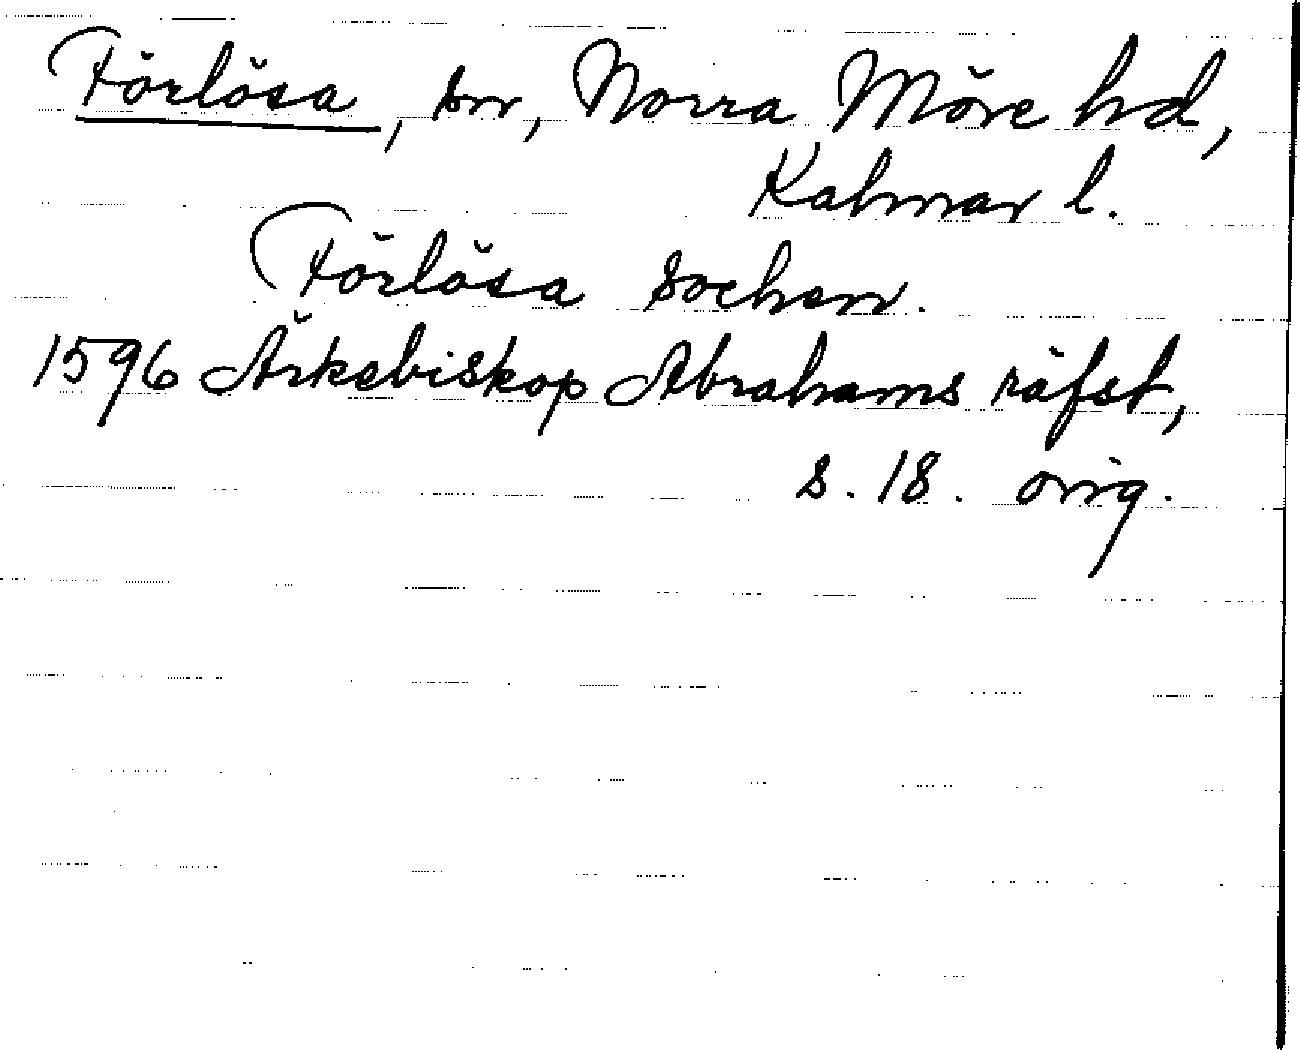 Förlösa, sn, Norra Möre hd,
Kalmar l.
Förlösa sochen.
1596 Ärkebiskop Abrahams räfst,
s. 18. orig.